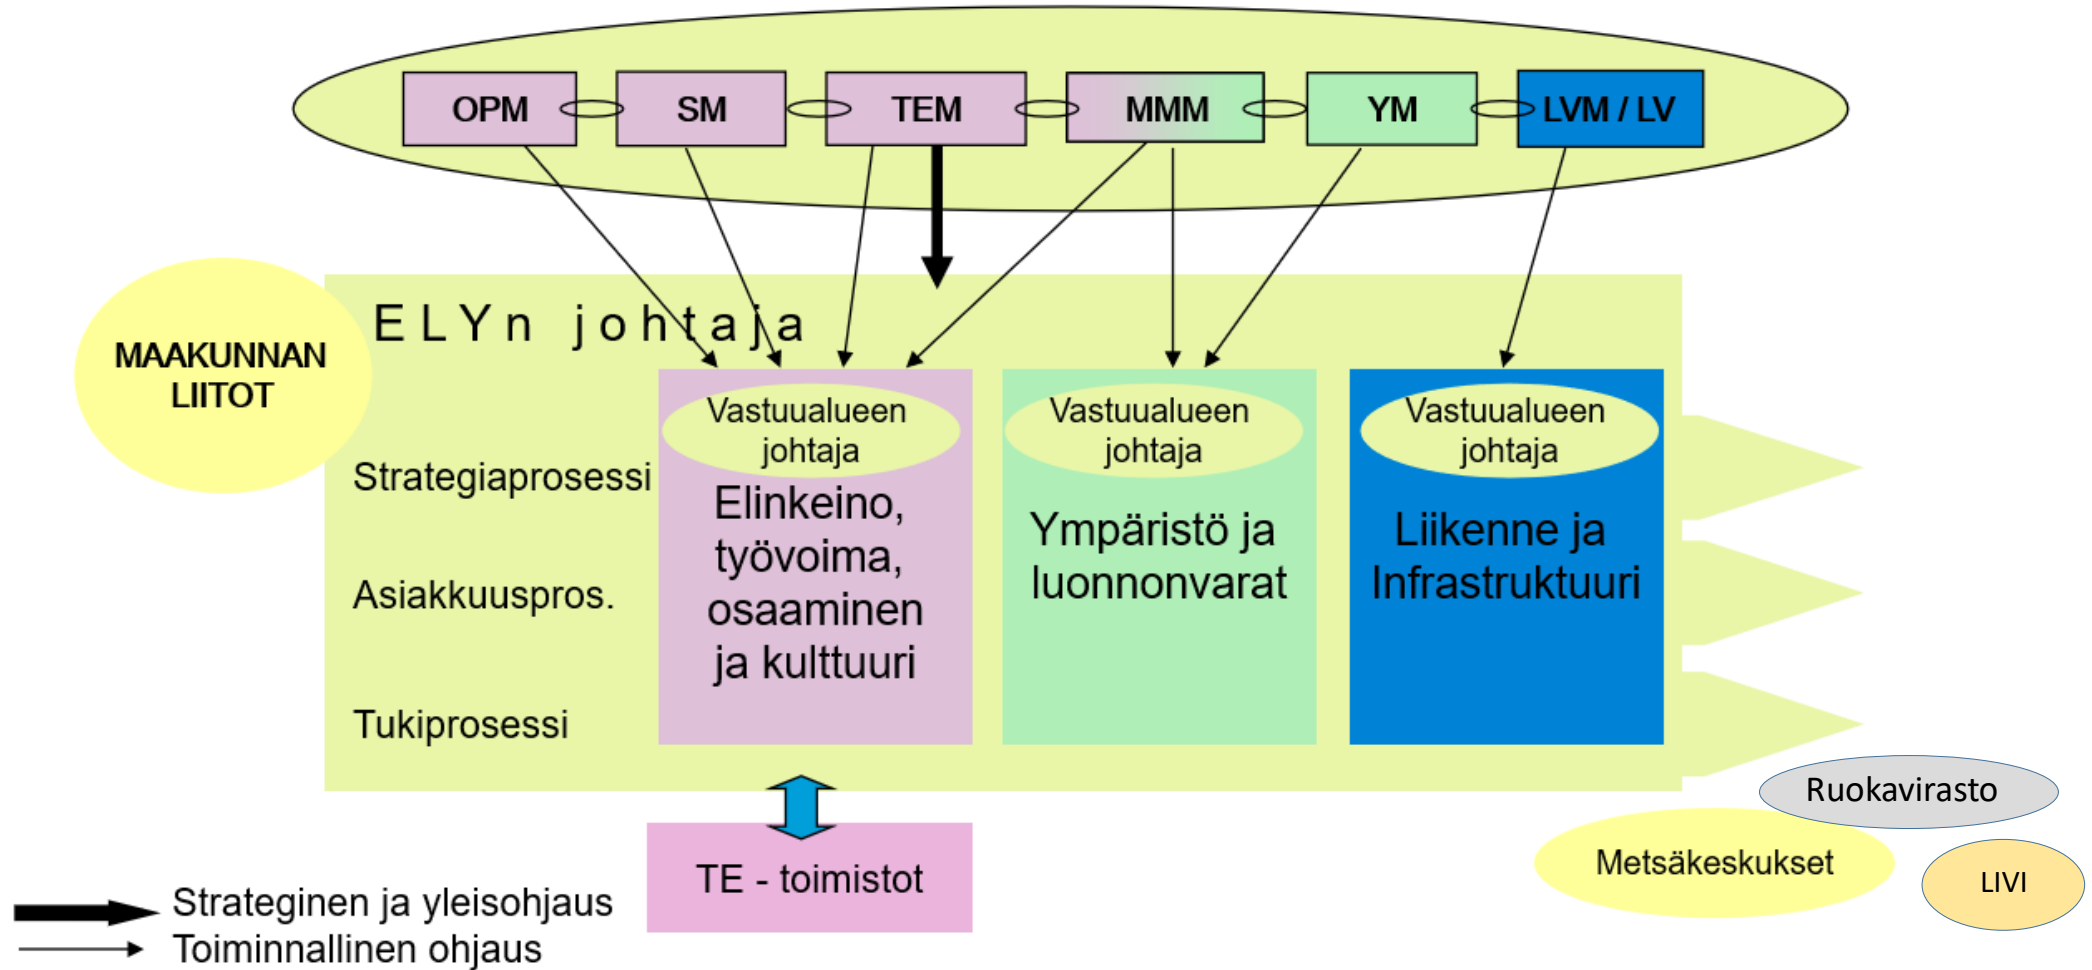 OPM
SM
TEM
MMM
YM
LVM / LV
MAAKUNNAN
LIITOT
ELYn johtaja
Strategiaprosessi
Asiakkuuspros.
Tukiprosessi
Vastuualueen
johtaja
Elinkeino,
työvoima,
osaaminen
ja kulttuuri
Vastuualueen
johtaja
Ympäristö ja
luonnonvarat
Vastuualueen
johtaja
Liikenne ja
Infrastruktuuri
TE - toimistot
Ruokavirasto
Metsäkeskukset
LIVI
Strateginen ja yleisohjaus
Toiminnallinen ohjaus